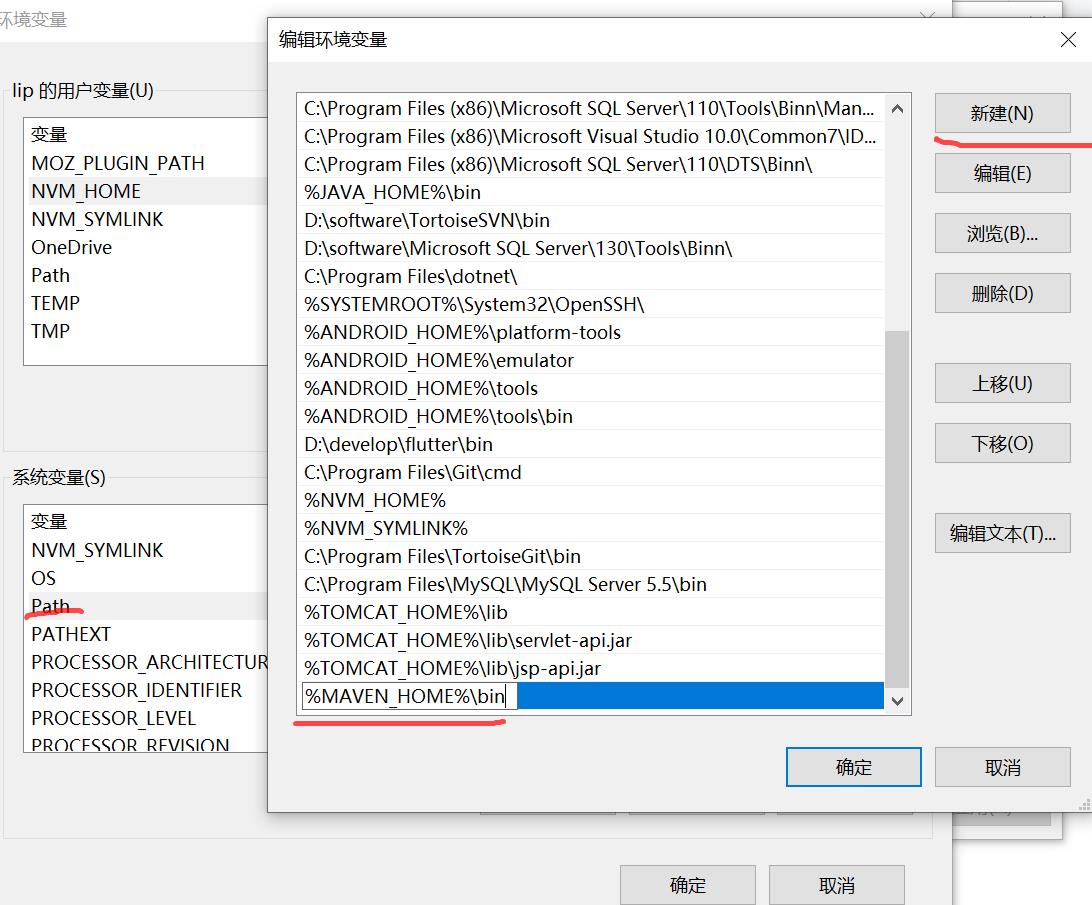 环境变量
编辑环境变量
lip 的用户变量(U)
变量
MOZ_PLUGIN_PATH
NVM_HOME
NVM_SYMLINK
OneDrive
Path
TEMP
TMP
系统变量(S)
变量
NVM_SYMLINK
OS
Path
PATHEXT
PROCESSOR_ARCHITECTUR
PROCESSOR_IDENTIFIER
PROCESSOR_LEVEL
PROCESSOR_REVISION
C:\Program Files (x86)\Microsoft SQL Server\110\Tools\Binn\Man...
C:\Program Files (x86)\Microsoft Visual Studio 10.0\Common7\ID...
C:\Program Files (x86)\Microsoft SQL Server\110\DTS\Binn\
%JAVA_HOME%\bin
D:\software\TortoiseSVN\bin
D:\software\Microsoft SQL Server\130\Tools\Binn\
C:\Program Files\dotnet\
%SYSTEMROOT%\System32\OpenSSH\
%ANDROID_HOME%\platform-tools
%ANDROID_HOME%\emulator
%ANDROID_HOME%\tools
%ANDROID_HOME%\tools\bin
D:\develop\flutter\bin
C:\Program Files\Git\cmd
%NVM_HOME%
%NVM_SYMLINK%
C:\Program Files\TortoiseGit\bin
C:\Program Files\MySQL\MySQL Server 5.5\bin
%TOMCAT_HOME%\lib
%TOMCAT_HOME%\lib\servlet-api.jar
%TOMCAT_HOME%\lib\jsp-api.jar
%MAVEN_HOME%\bin
新建(N)
编辑(E)
浏览(B)...
删除(D)
上移(U)
下移(O)
编辑文本(T)...
确定
取消
确定
取消